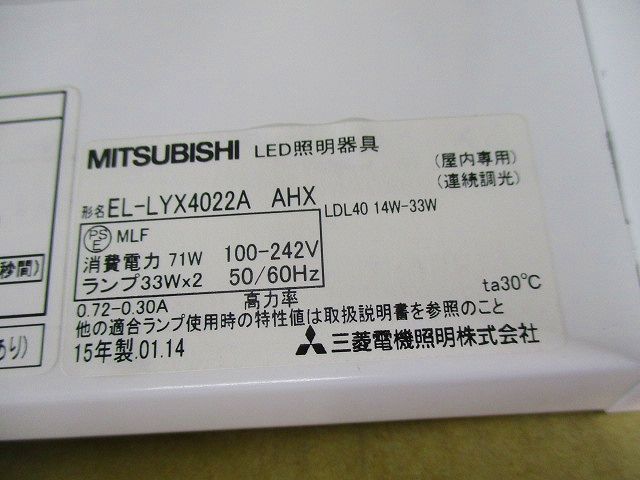 MITSUBISHI LED照明器具
(屋内専用)
(連続調光)
形名 EL-LYX4022A AHX
LDL40 14W-33W
PS
E MLF
消費電力 71W 100-242V
ランプ33W×2 50/60Hz
0.72-0.30A 高力率
ta30℃
他の適合ランプ使用時の特性値は取扱説明書を参照のこと
15年製.01.14 三菱電機照明株式会社
秒間)
あり)